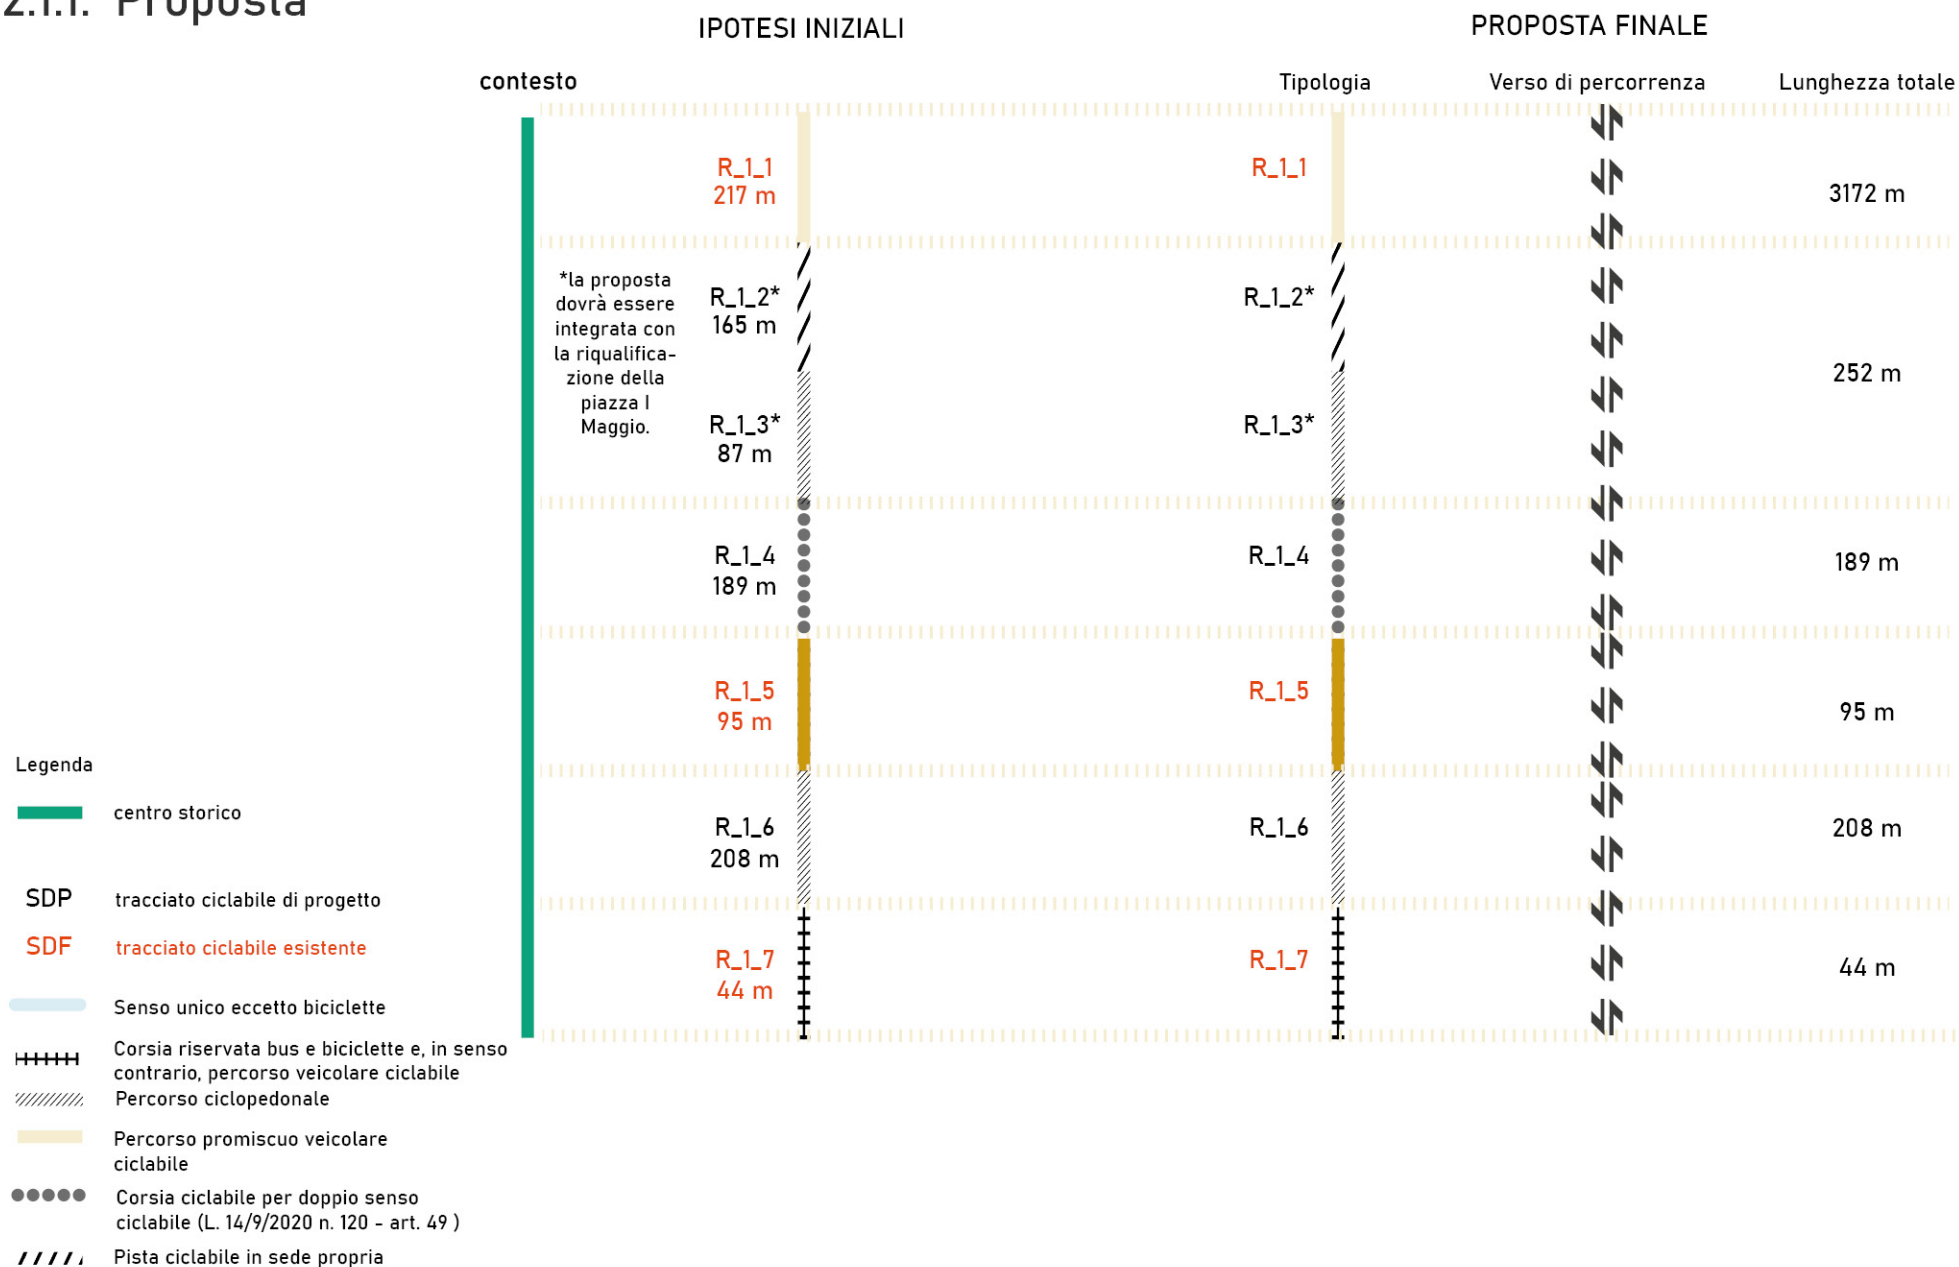 2.1.1. Proposta
IPOTESI INIZIALI
PROPOSTA FINALE
contesto
Tipologia
Verso di percorrenza
Lunghezza totale
R_1_1
217 m
R_1_1
3172 m
*la proposta
dovrà essere
integrata con
la riqualifica-
zione della
piazza I
Maggio.
R_1_2*
165 m
R_1_2*
252 m
R_1_3*
87 m
R_1_3*
R_1_4
189 m
R_1_4
189 m
R_1_5
95 m
R_1_5
95 m
R_1_6
208 m
R_1_6
208 m
R_1_7
44 m
R_1_7
44 m
Legenda
centro storico
SDP tracciato ciclabile di progetto
SDF tracciato ciclabile esistente
Senso unico eccetto biciclette
Corsia riservata bus e biciclette e, in senso
contrario, percorso veicolare ciclabile
Percorso ciclopedonale
Percorso promiscuo veicolare
ciclabile
Corsia ciclabile per doppio senso
ciclabile (L. 14/9/2020 n. 120 - art. 49 )
Pista ciclabile in sede propria